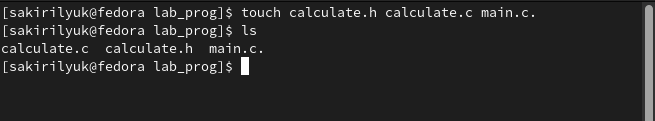 [sakirilyuk@fedora lab_prog]$ touch calculate.h calculate.c main.c.
[sakirilyuk@fedora lab_prog]$ ls
calculate.c  calculate.h  main.c.
[sakirilyuk@fedora lab_prog]$